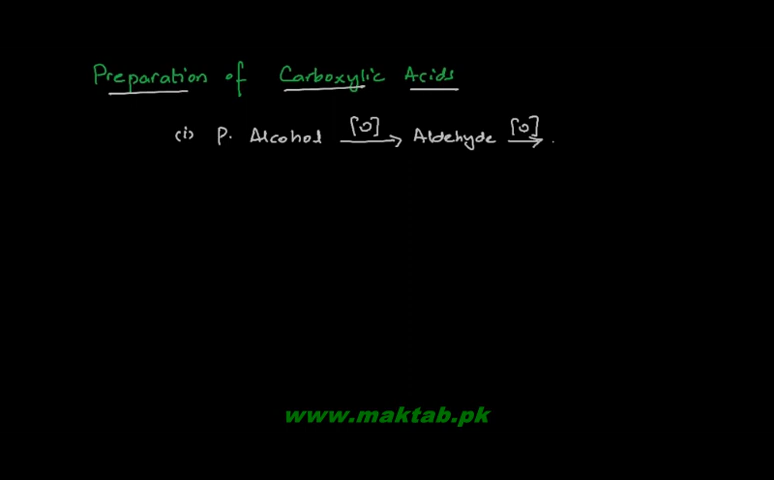 Preparation of Carboxylic Acids
(i) P. Alcohol [O] → Aldehyde [O] → .
www.maktab.pk